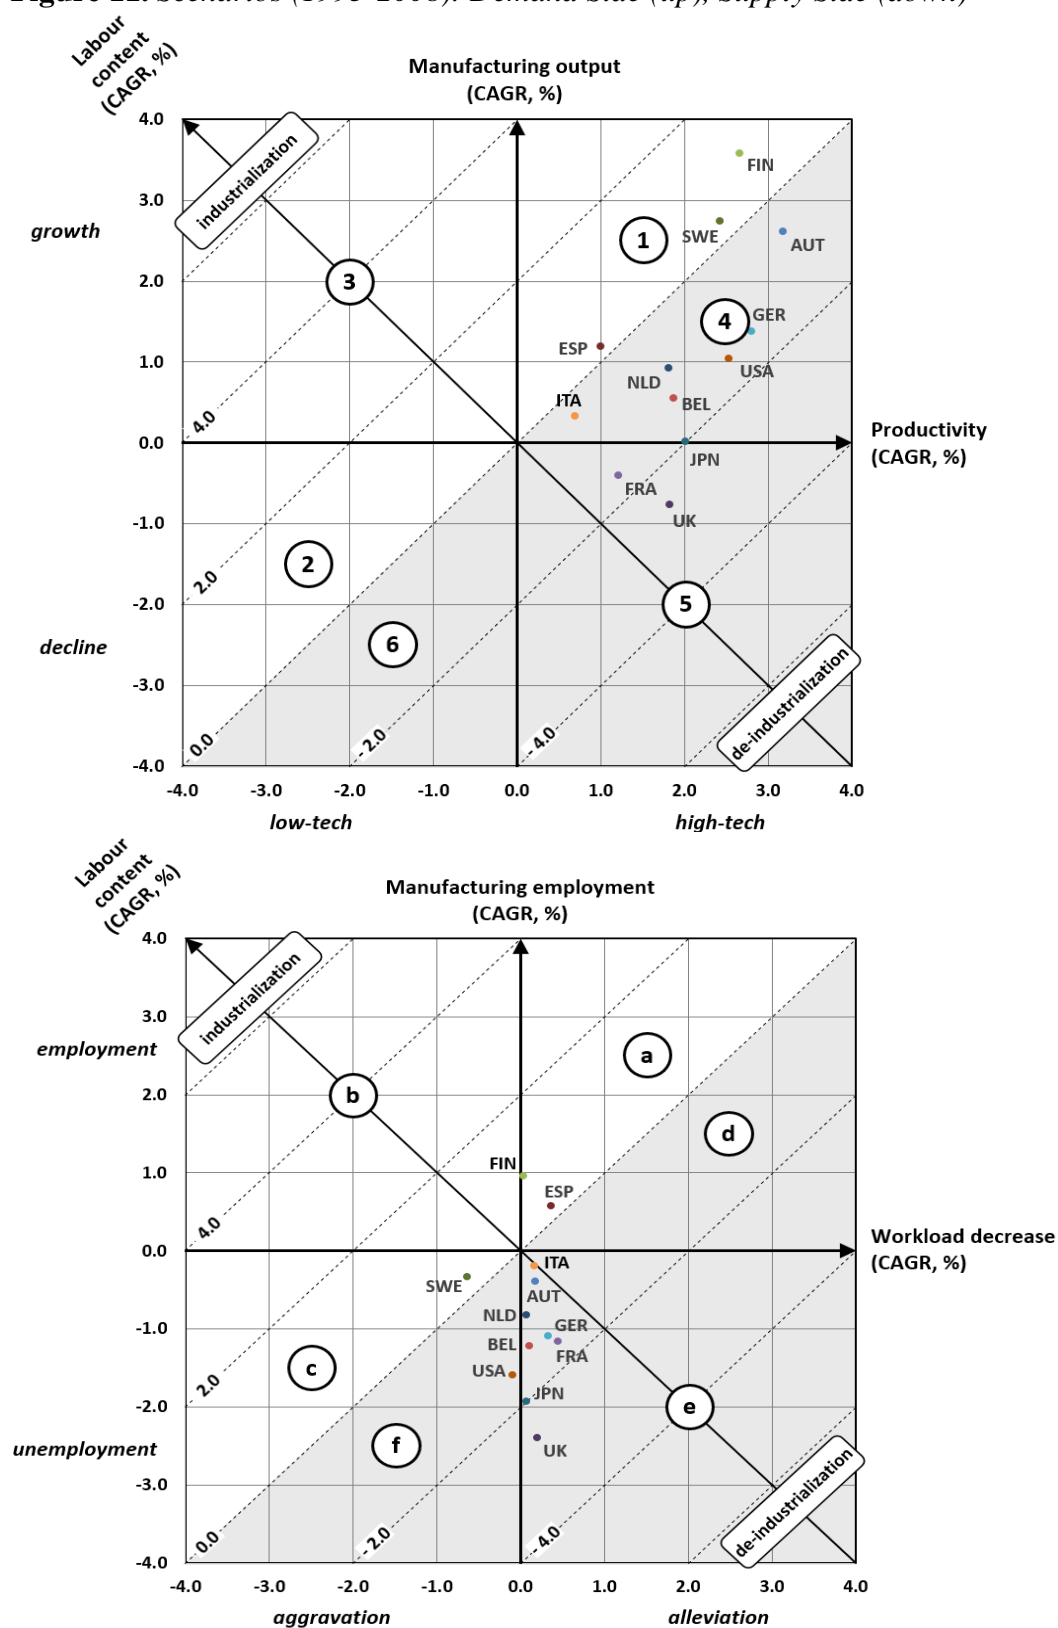 Figure 11. Scenarios (1995-2008): Demand Side (up), Supply Side (down)
Labour
content
(CAGR, %)
Manufacturing output
(CAGR, %)
4.0
3.0
growth
2.0
1.0
0.0
-1.0
-2.0
decline
-3.0
-4.0
industrialization
FIN
SWE
AUT
1
3
4
GER
ESP
USA
NLD
ITA
BEL
4.0
Productivity
(CAGR, %)
JPN
FRA
UK
2
2.0
5
6
de-industrialization
0.0
- 2.0
- 4.0
-4.0
-3.0
-2.0
-1.0
0.0
1.0
2.0
3.0
4.0
low-tech
high-tech
Labour
content
(CAGR, %)
Manufacturing employment
(CAGR, %)
4.0
3.0
employment
2.0
1.0
0.0
-1.0
-2.0
unemployment
-3.0
-4.0
industrialization
a
b
d
FIN
ESP
4.0
Workload decrease
(CAGR, %)
ITA
SWE
AUT
NLD
GER
BEL
FRA
USA
c
2.0
JPN
e
f
UK
de-industrialization
0.0
- 2.0
- 4.0
-4.0
-3.0
-2.0
-1.0
0.0
1.0
2.0
3.0
4.0
aggravation
alleviation